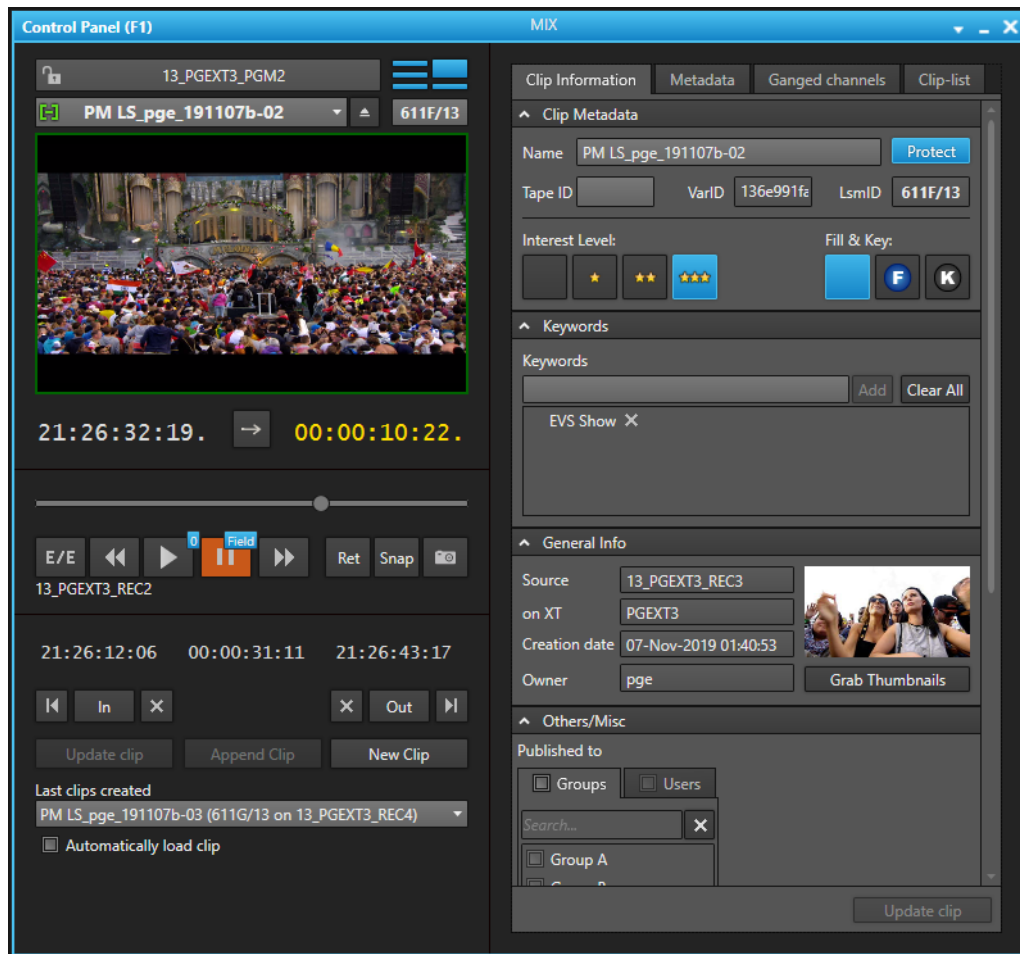 Control Panel (F1)
MIX
13_PGEXT3_PGM2
PM LS_pge_191107b-02
611F/13
21:26:32:19.
00:00:10:22.
0
Field
E/E
Ret
Snap
13_PGEXT3_REC2
21:26:12:06 00:00:31:11 21:26:43:17
In
Out
Update clip
Append Clip
New Clip
Last clips created
PM LS_pge_191107b-03 (611G/13 on 13_PGEXT3_REC4)
Automatically load clip
Clip Information
Metadata
Ganged channels
Clip-list
Clip Metadata
Name PM LS_pge_191107b-02 Protect
Tape ID VarID 136e991fa LsmID 611F/13
Interest Level: Fill & Key:
F K
Keywords
Keywords
Add Clear All
EVS Show
General Info
Source 13_PGEXT3_REC3
on XT PGEXT3
Creation date 07-Nov-2019 01:40:53
Owner pge Grab Thumbnails
Others/Misc
Published to
Groups Users
Search...
Group A
Update clip